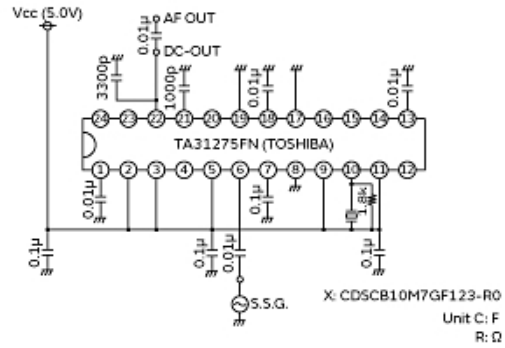 Vcc (5.0V)
AF OUT
0.01μ
DC-OUT
3300p
1000p
0.01μ
0.01μ
24 23 22 21 20 19 18 17 16 15 14 13
TA31275FN (TOSHIBA)
1 2 3 4 5 6 7 8 9 10 11 12
0.01μ
0.1μ
1.8k
0.1μ
0.1μ
0.01μ
0.1μ
S.S.G.
X: CDSCB10M7GF123-R0
Unit C: F
R: Ω